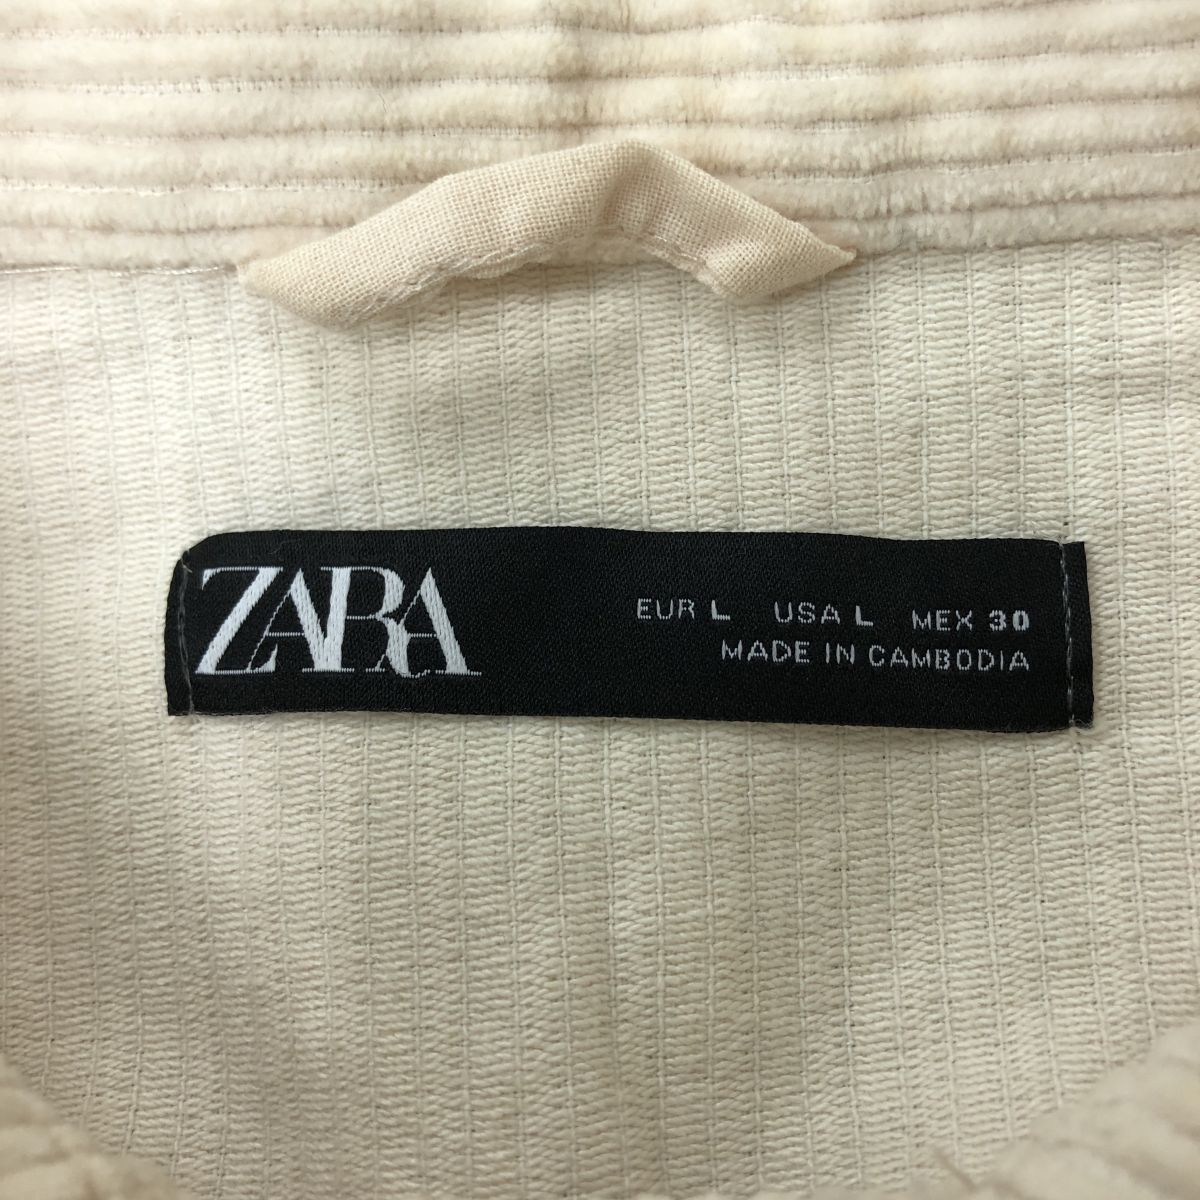 ZARA
EUR L USA L MEX 30
MADE IN CAMBODIA